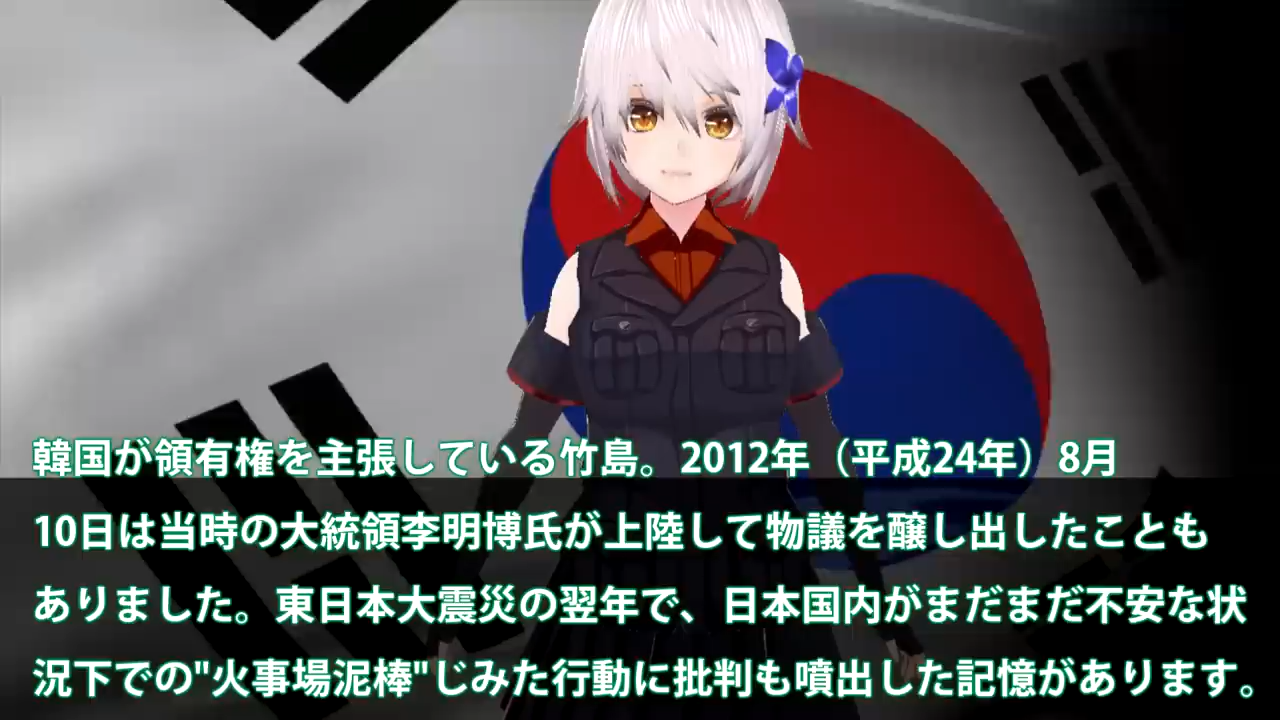 韓国が領有権を主張している竹島。2012年（平成24年）8月
10日は当時の大統領李明博氏が上陸して物議を醸し出したことも
ありました。東日本大震災の翌年で、日本国内がまだまだ不安な状
況下での"火事場泥棒"じみた行動に批判も噴出した記憶があります。